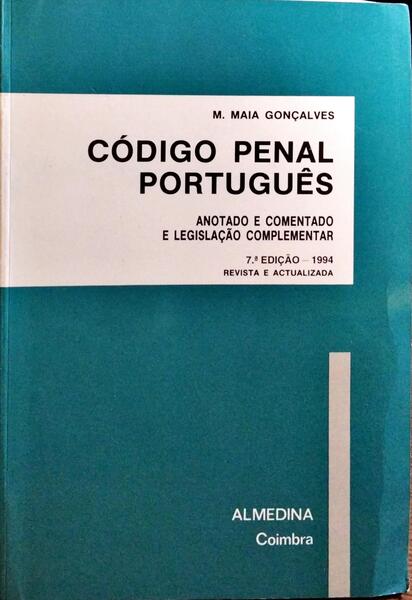 M. MAIA GONÇALVES
CÓDIGO PENAL
PORTUGUÊS
ANOTADO E COMENTADO
E LEGISLAÇÃO COMPLEMENTAR
7.ª EDIÇÃO – 1994
REVISTA E ACTUALIZADA
ALMEDINA
Coimbra